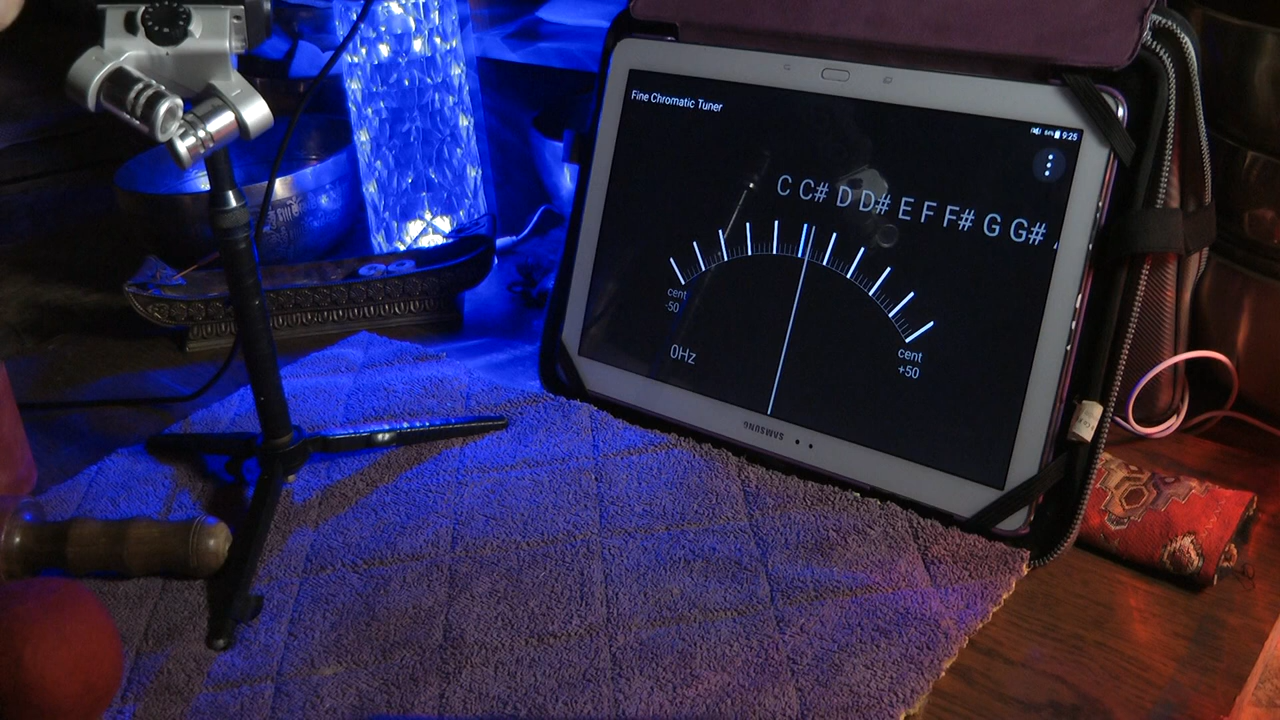 Fine Chromatic Tuner
9:25
C C# D D# E F F# G G#
cent
-50
cent
+50
0Hz
SAMSUNG